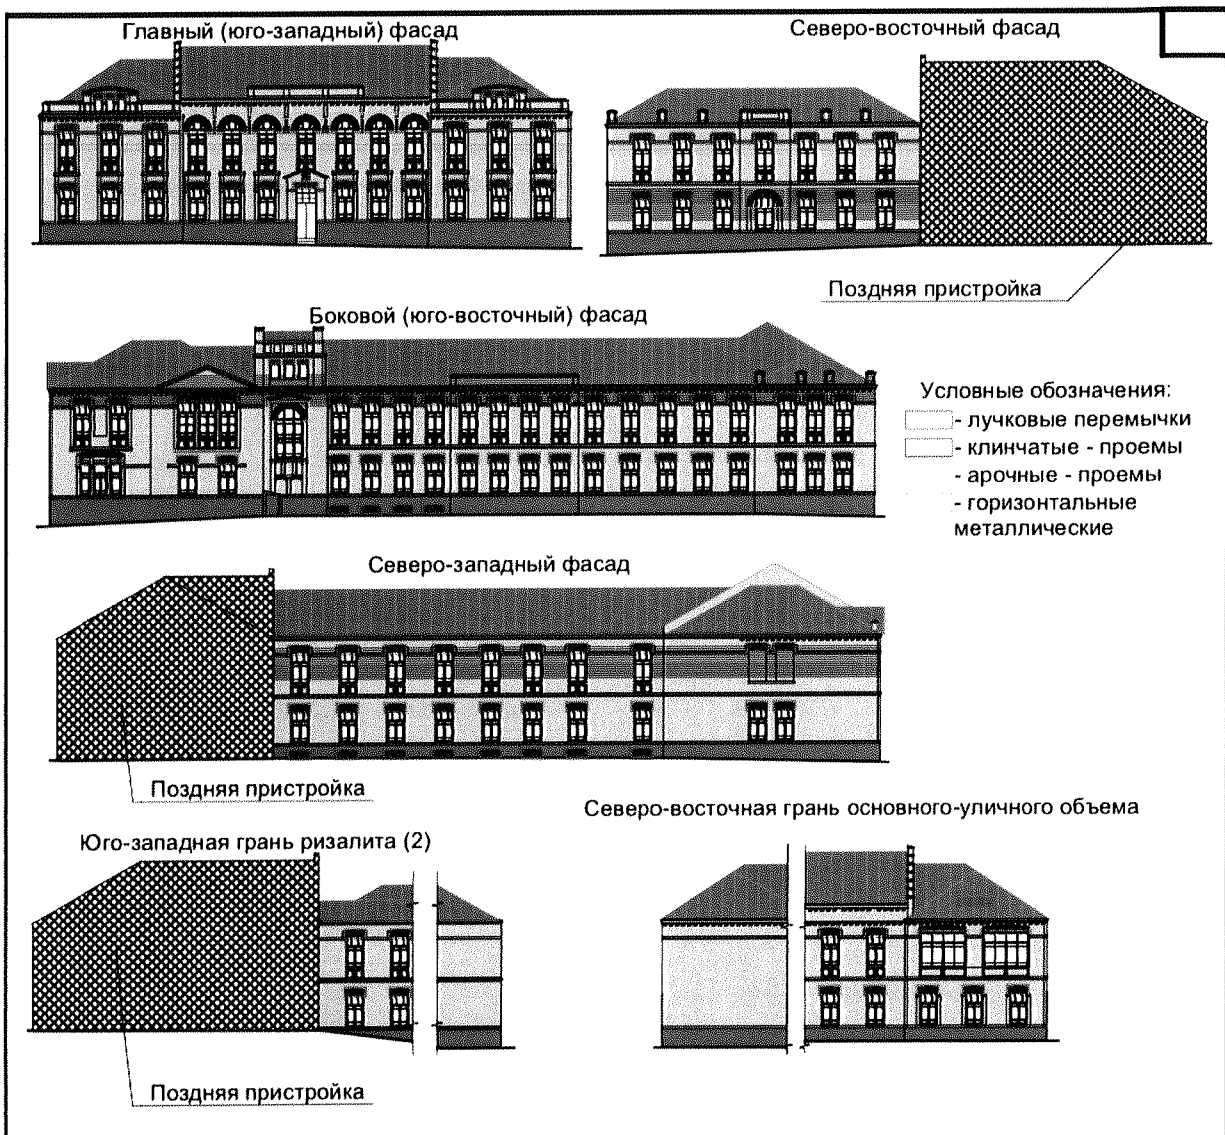 Главный (юго-западный) фасад
Северо-восточный фасад
Поздняя пристройка
Боковой (юго-восточный) фасад
Условные обозначения:
- лучковые перемычки
- клинчатые - проемы
- арочные - проемы
- горизонтальные
металлические
Северо-западный фасад
Поздняя пристройка
Северо-восточная грань основного-уличного объема
Юго-западная грань ризалита (2)
Поздняя пристройка